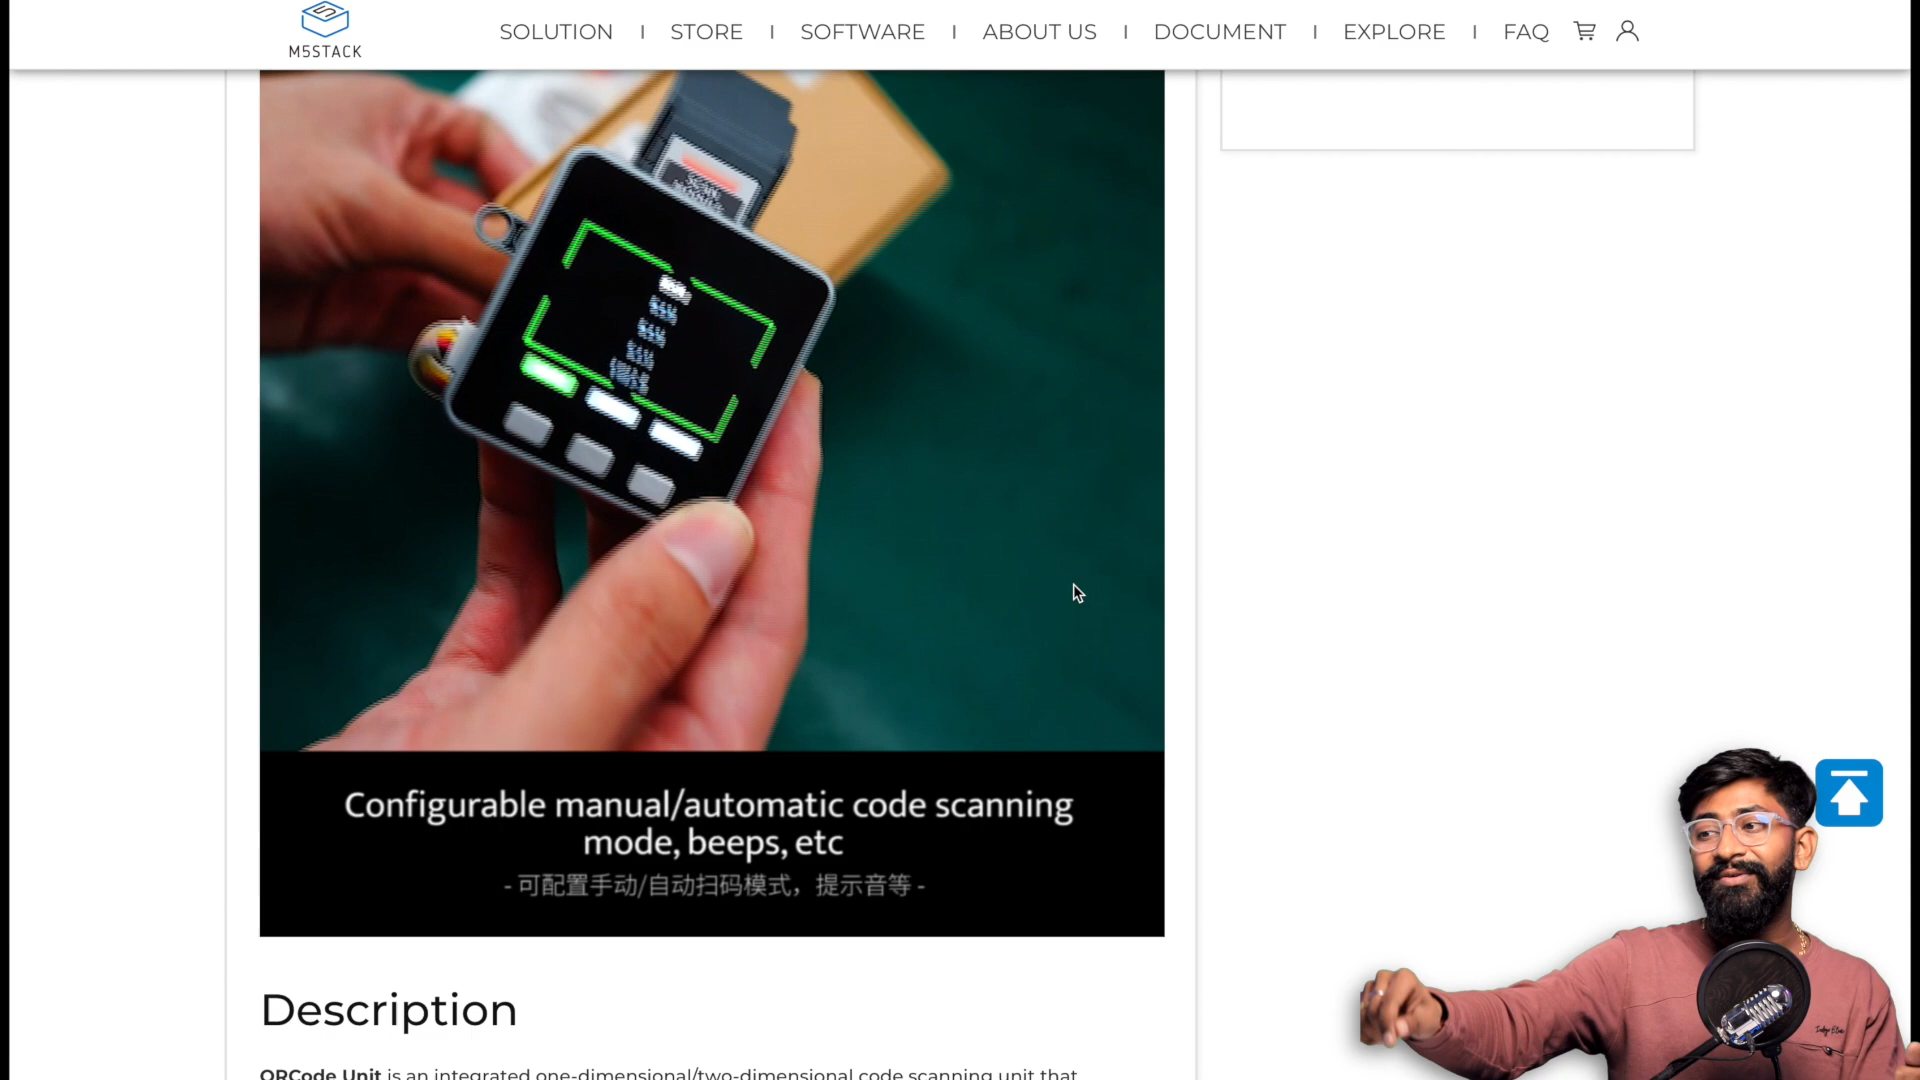 M5STACK
SOLUTION | STORE | SOFTWARE | ABOUT US | DOCUMENT | EXPLORE | FAQ
Configurable manual/automatic code scanning
mode, beeps, etc
- 可配置手动/自动扫码模式，提示音等 -
Description
QRCode Unit is an integrated one-dimensional/two-dimensional code scanning unit that